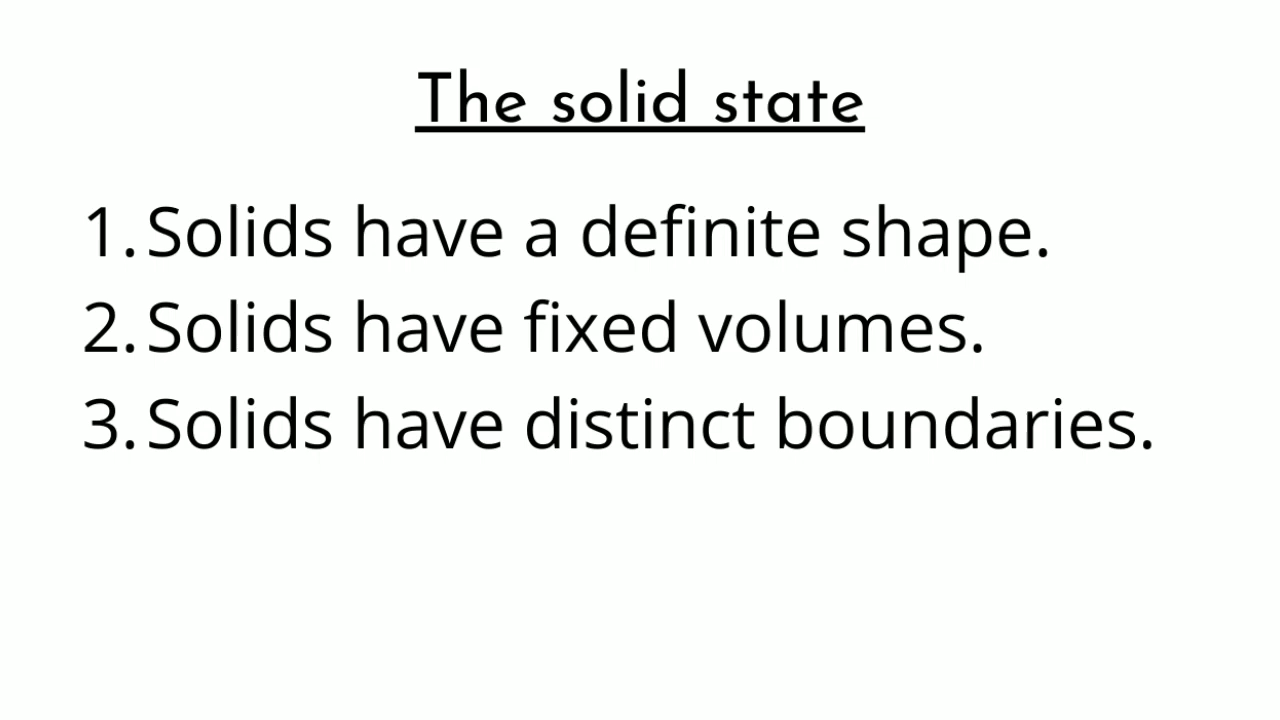 The solid state
1. Solids have a definite shape.
2. Solids have fixed volumes.
3. Solids have distinct boundaries.